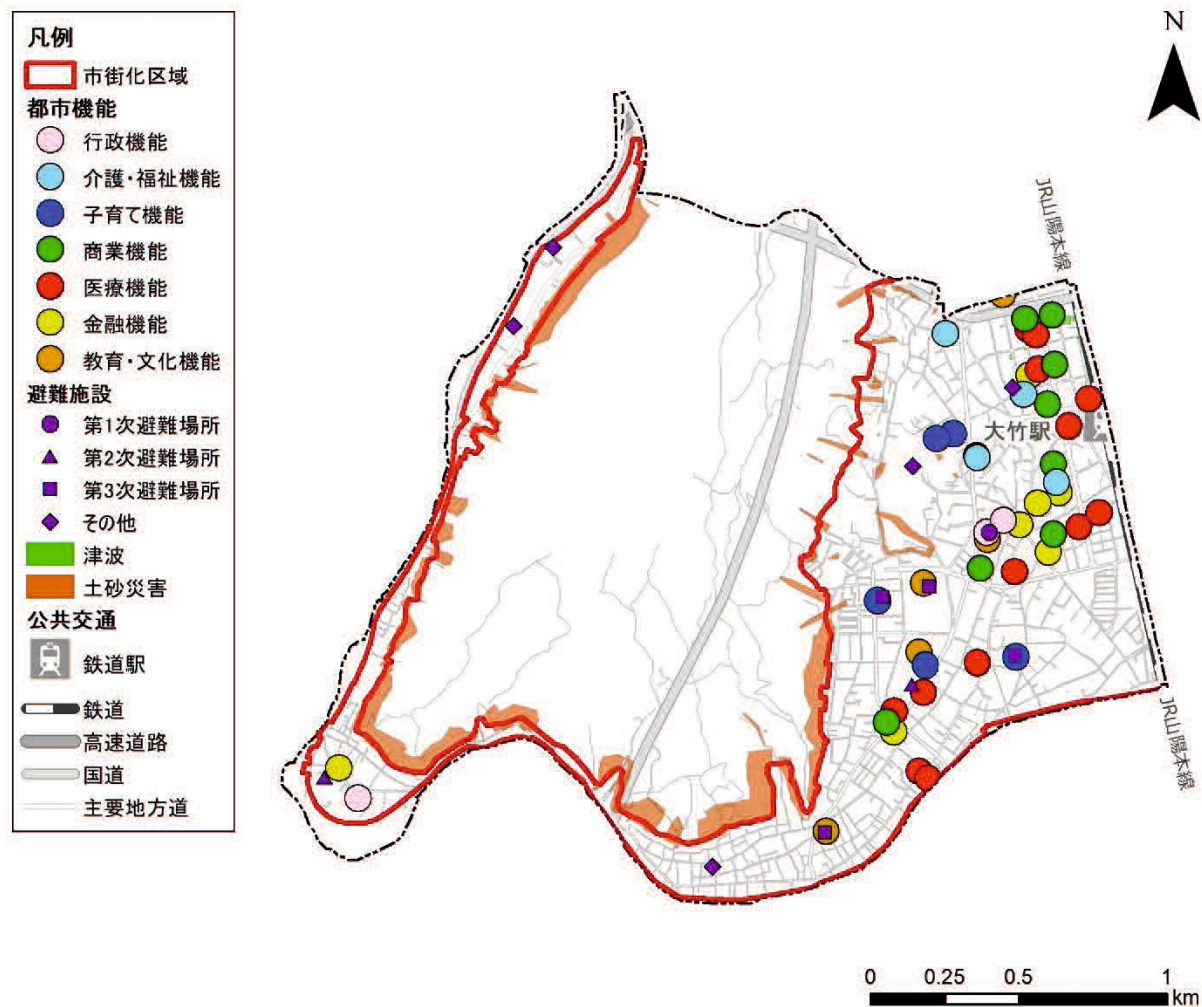 凡例
市街化区域
都市機能
行政機能
介護・福祉機能
子育て機能
商業機能
医療機能
金融機能
教育・文化機能
避難施設
第1次避難場所
第2次避難場所
第3次避難場所
その他
津波
土砂災害
公共交通
鉄道駅
鉄道
高速道路
国道
主要地方道
N
JR山陽本線
大竹駅
JR山陽本線
0 0.25 0.5 1
km